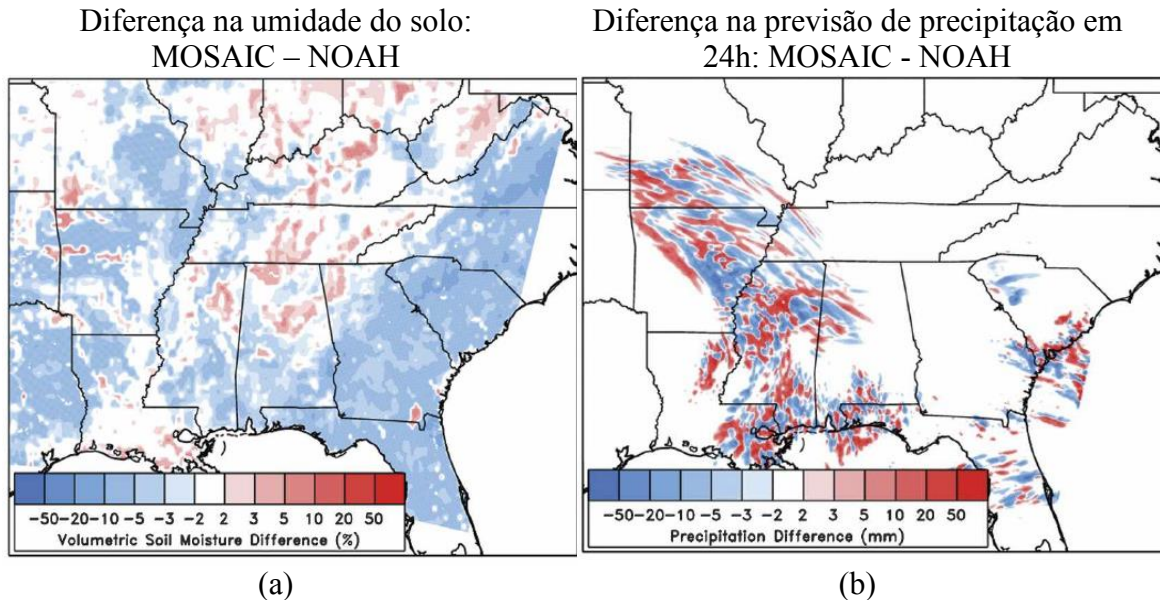 Diferença na umidade do solo:
MOSAIC – NOAH
Diferença na previsão de precipitação em
24h: MOSAIC - NOAH
−50−20−10 −5 −3 −2 2 3 5 10 20 50
Volumetric Soil Moisture Difference (%)
−50−20−10 −5 −3 −2 2 3 5 10 20 50
Precipitation Difference (mm)
(a)
(b)